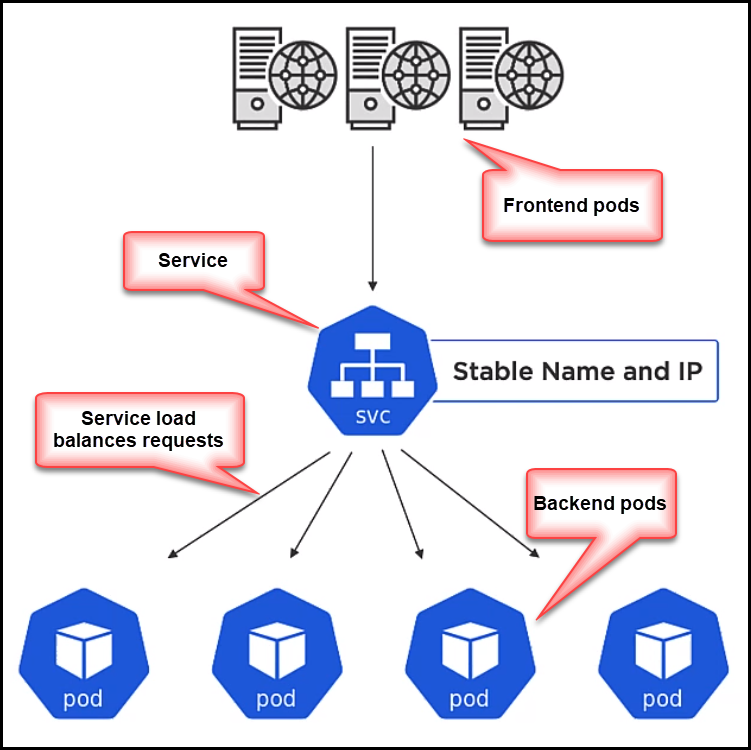 Frontend pods
Service
Stable Name and IP
svc
Service load
balances requests
Backend pods
pod
pod
pod
pod